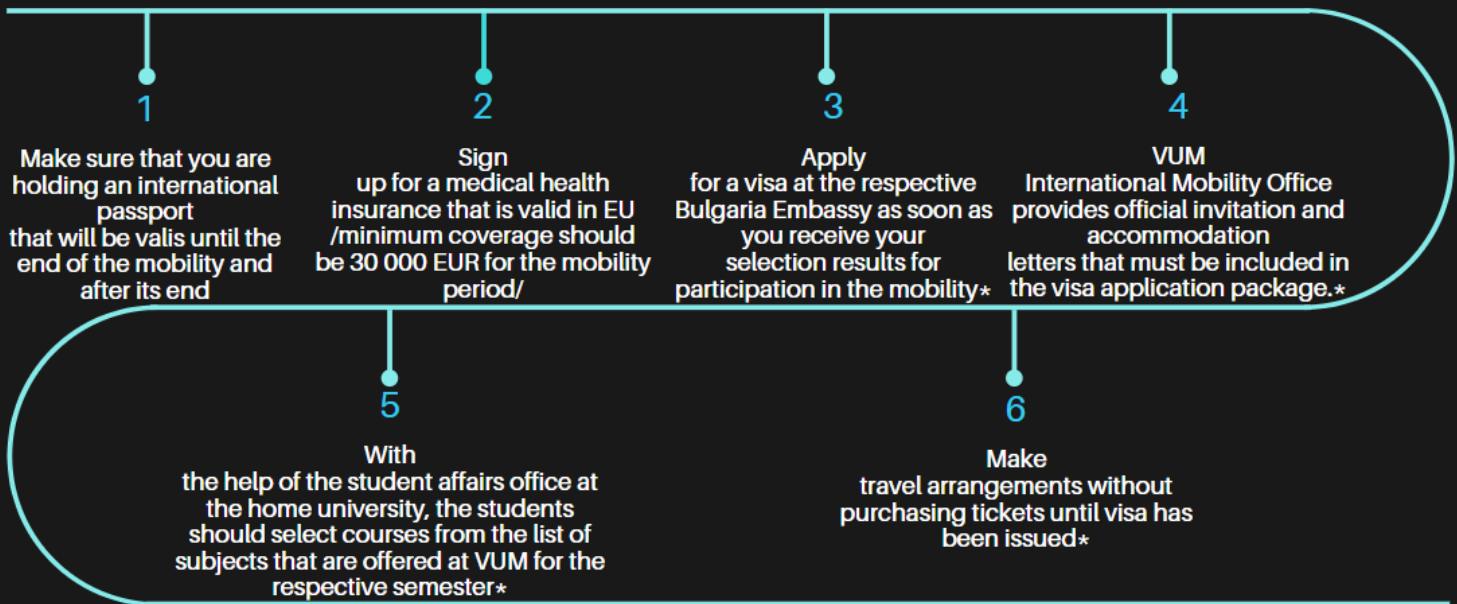 1
Make sure that you are
holding an international
passport
that will be valis until the
end of the mobility and
after its end
2
Sign
up for a medical health
insurance that is valid in EU
/minimum coverage should
be 30 000 EUR for the mobility
period/
3
Apply
for a visa at the respective
Bulgaria Embassy as soon as
you receive your
selection results for
participation in the mobility*
4
VUM
International Mobility Office
provides official invitation and
accommodation
letters that must be included in
the visa application package.*
5
With
the help of the student affairs office at
the home university, the students
should select courses from the list of
subjects that are offered at VUM for the
respective semester*
6
Make
travel arrangements without
purchasing tickets until visa has
been issued*